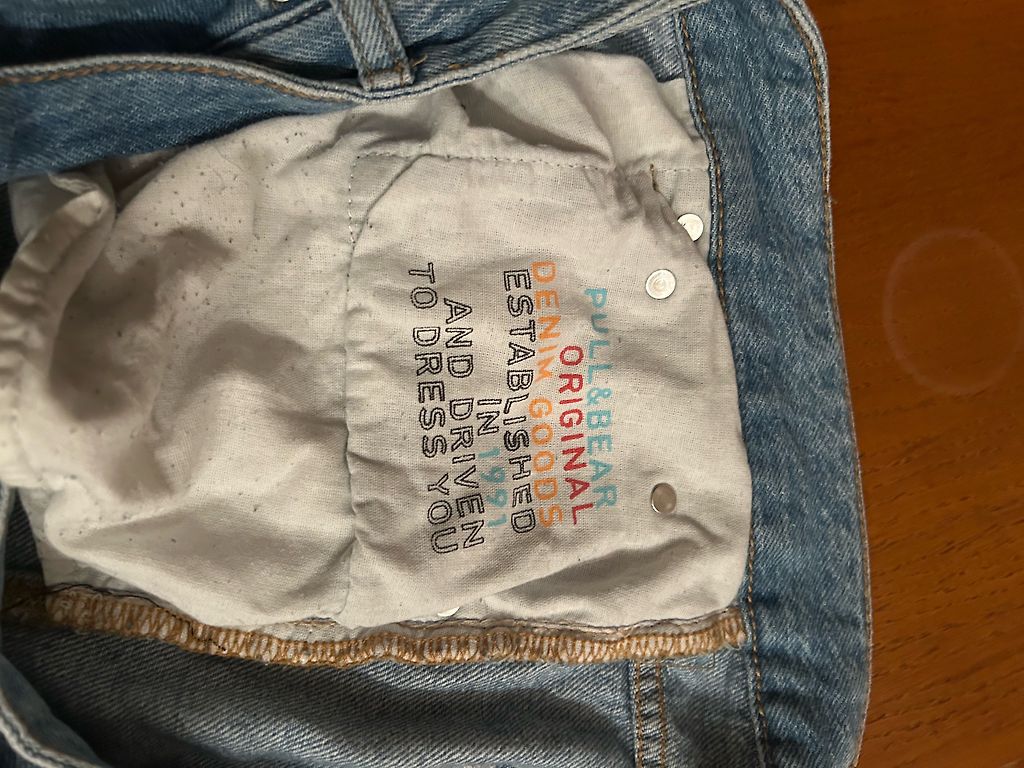 PULL&BEAR
ORIGINAL
DENIM GOODS
ESTABLISHED
IN 1991
AND DRIVEN
TO DRESS YOU